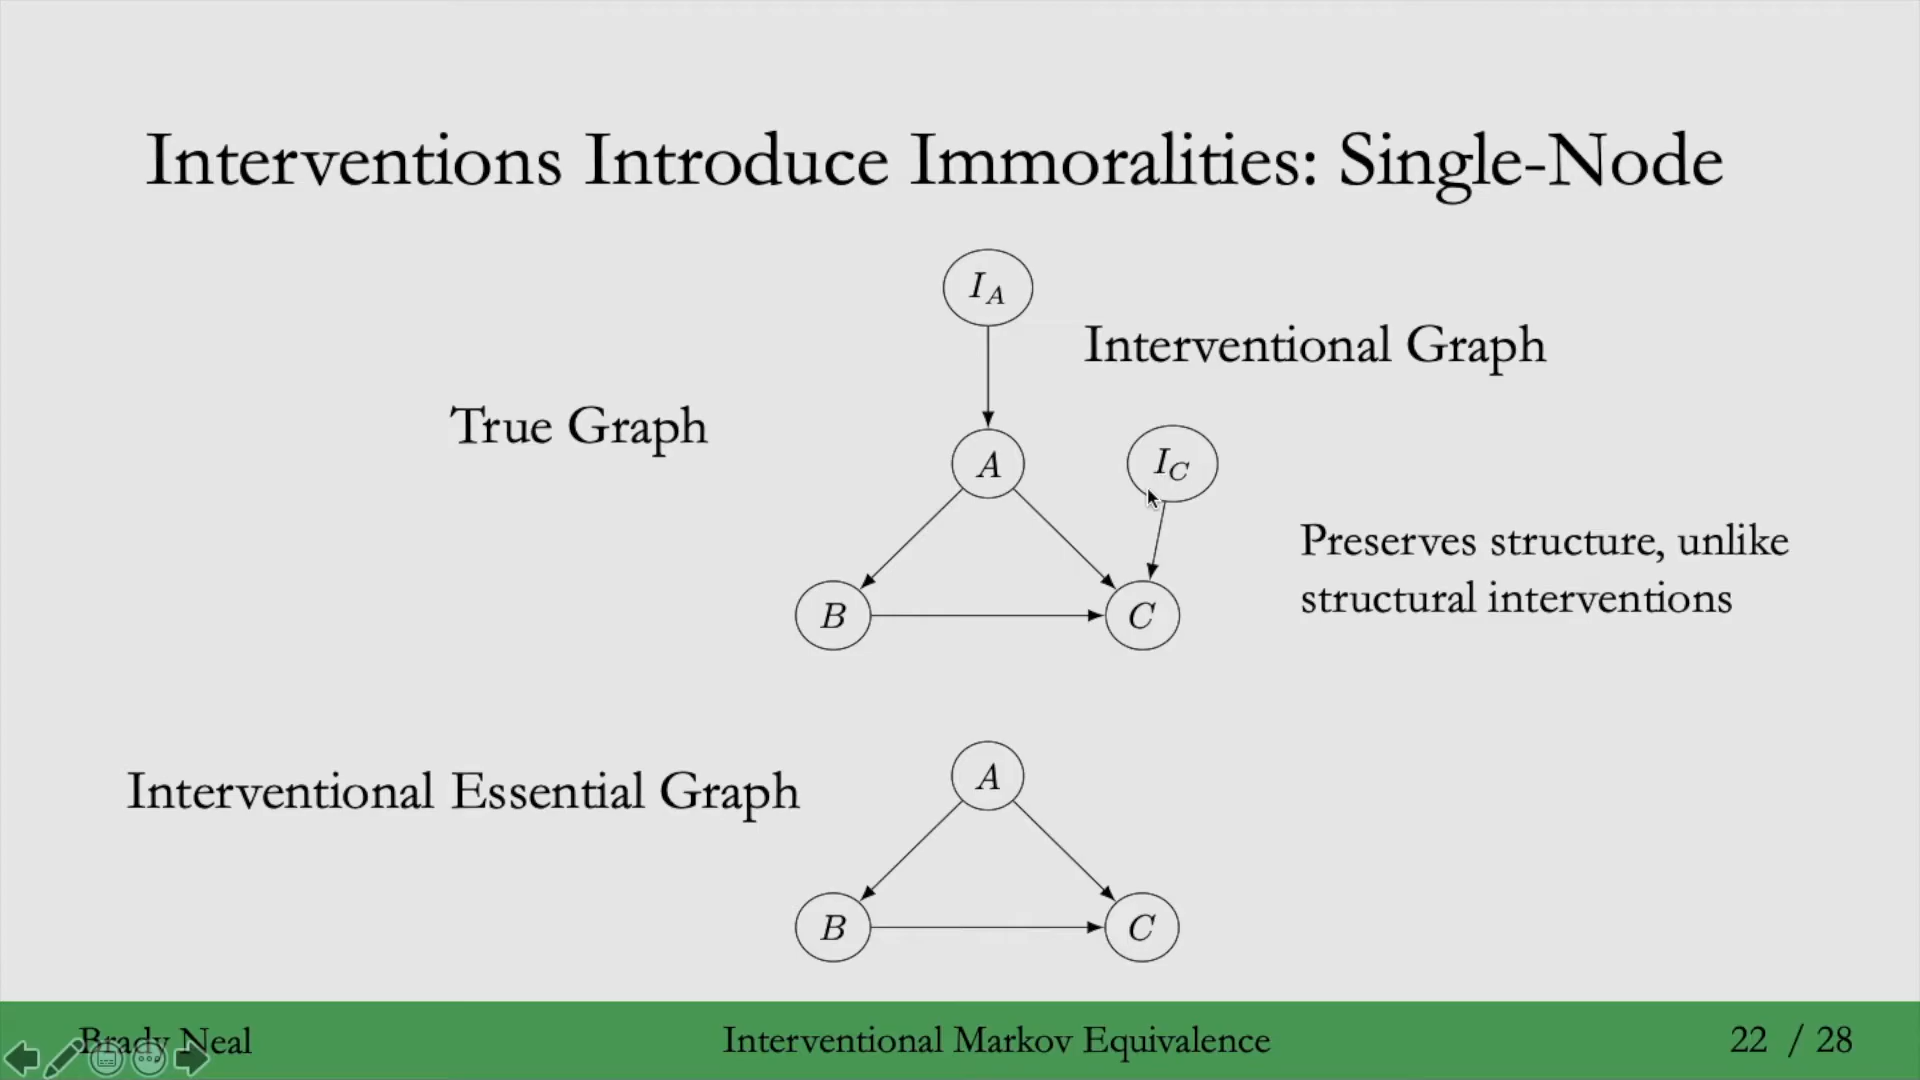 Interventions Introduce Immoralities: Single-Node
I_A
Interventional Graph
True Graph
A
I_C
Preserves structure, unlike
structural interventions
B
C
Interventional Essential Graph
A
B
C
Brady Neal
Interventional Markov Equivalence
22 / 28